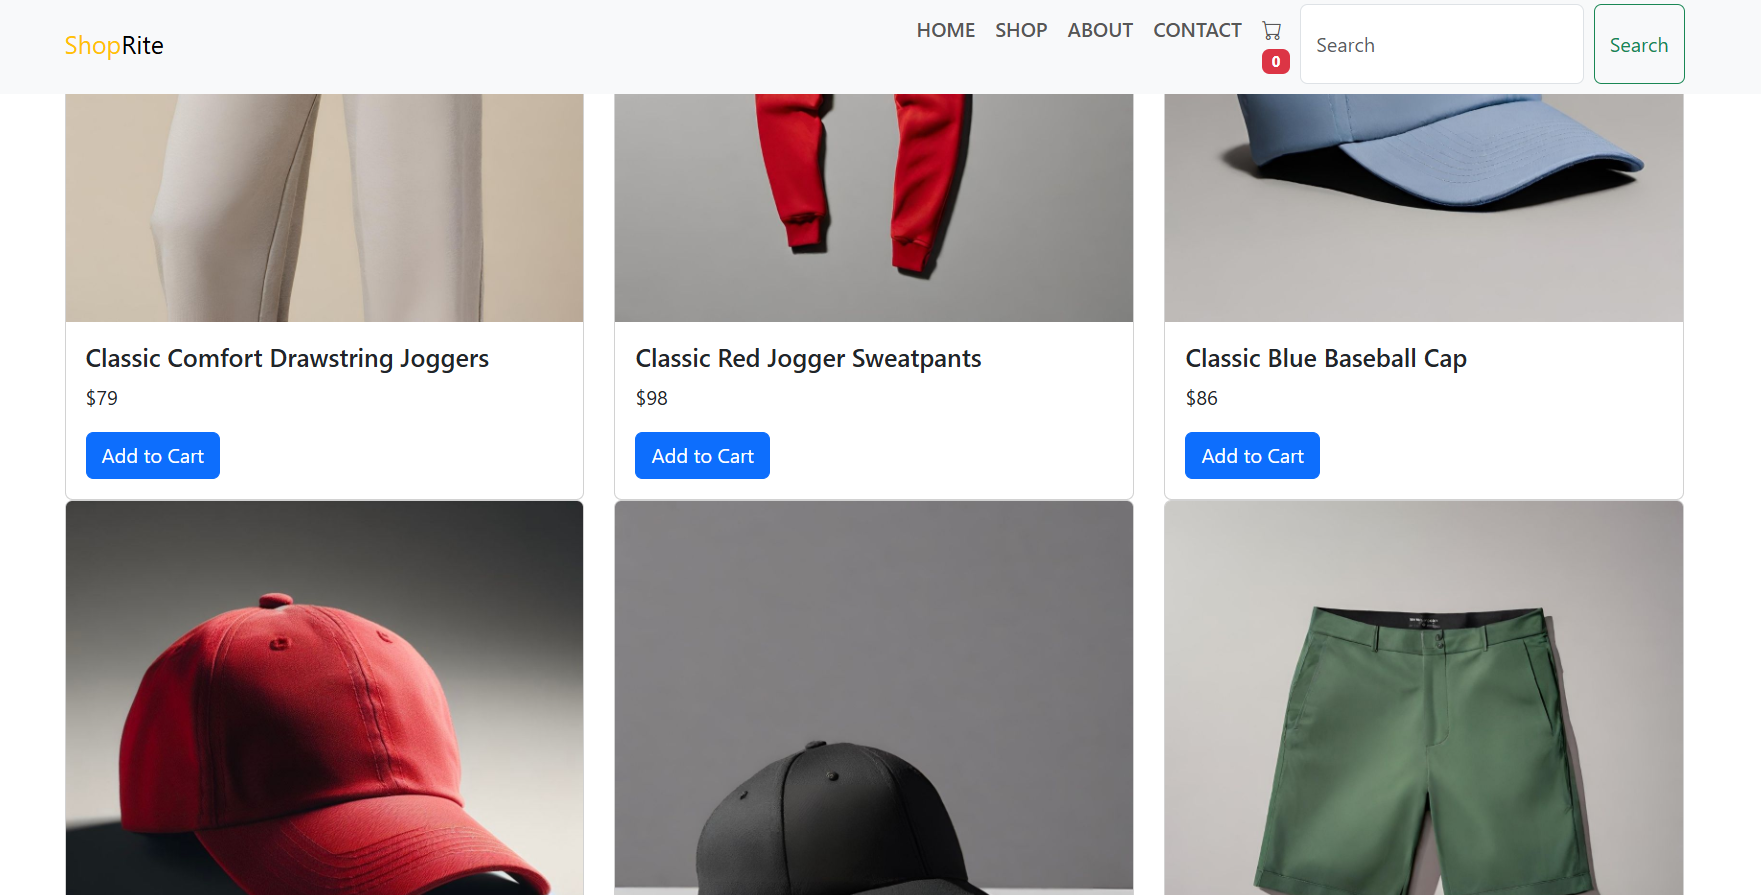 ShopRite
HOME SHOP ABOUT CONTACT
0
Search
Search
Classic Comfort Drawstring Joggers
$79
Add to Cart
Classic Red Jogger Sweatpants
$98
Add to Cart
Classic Blue Baseball Cap
$86
Add to Cart